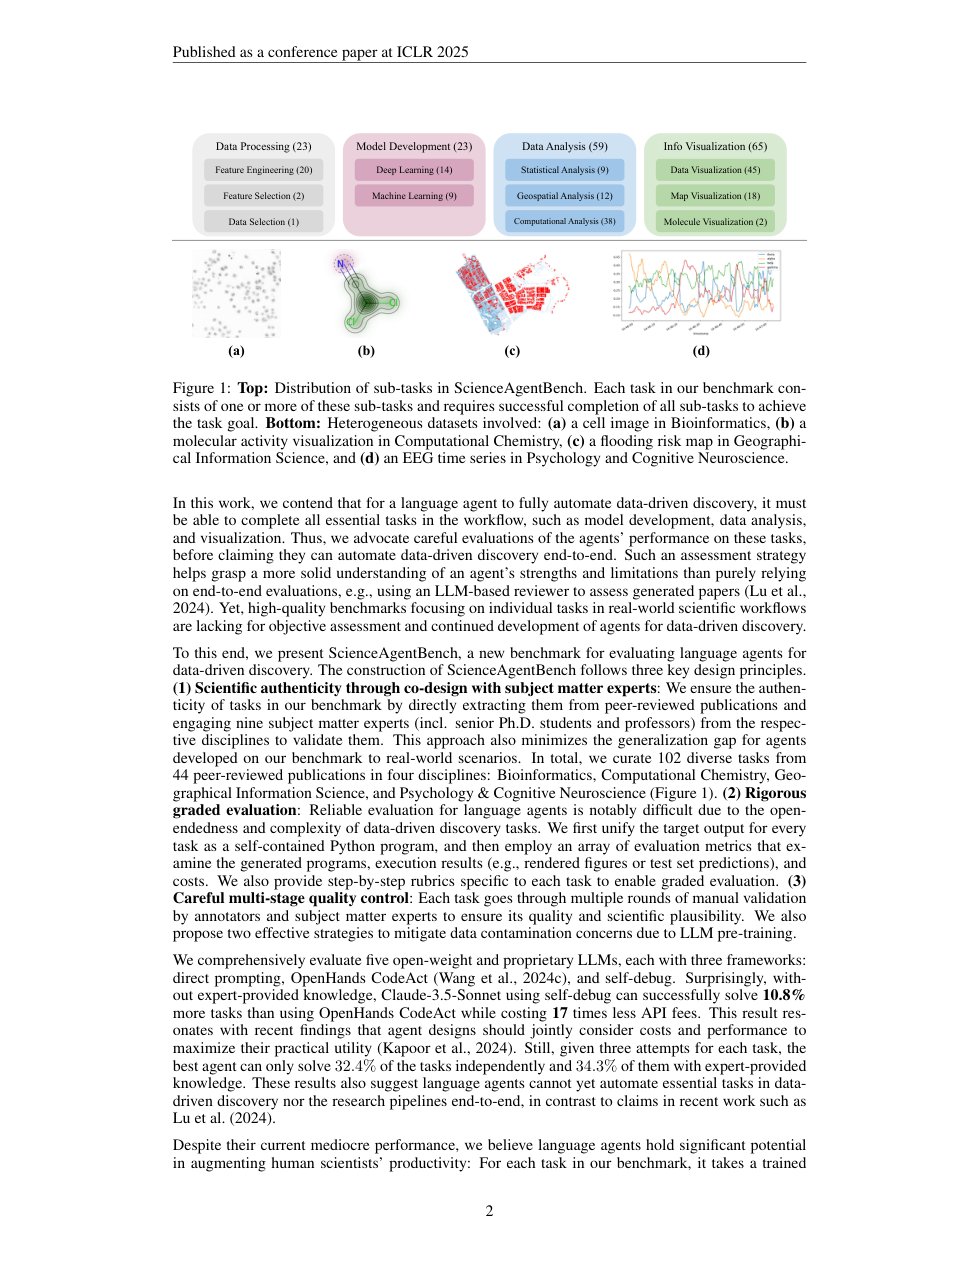 Published as a conference paper at ICLR 2025
Data Processing (23)
Feature Engineering (20)
Feature Selection (2)
Data Selection (1)
Model Development (23)
Deep Learning (14)
Machine Learning (9)
Data Analysis (59)
Statistical Analysis (9)
Geospatial Analysis (12)
Computational Analysis (38)
Info Visualization (65)
Data Visualization (45)
Map Visualization (18)
Molecule Visualization (2)
N
Cl
(a)
(b)
(c)
(d)
Figure 1: Top: Distribution of sub-tasks in ScienceAgentBench. Each task in our benchmark con-
sists of one or more of these sub-tasks and requires successful completion of all sub-tasks to achieve
the task goal. Bottom: Heterogeneous datasets involved: (a) a cell image in Bioinformatics, (b) a
molecular activity visualization in Computational Chemistry, (c) a flooding risk map in Geographi-
cal Information Science, and (d) an EEG time series in Psychology and Cognitive Neuroscience.
In this work, we contend that for a language agent to fully automate data-driven discovery, it must
be able to complete all essential tasks in the workflow, such as model development, data analysis,
and visualization. Thus, we advocate careful evaluations of the agents' performance on these tasks,
before claiming they can automate data-driven discovery end-to-end. Such an assessment strategy
helps grasp a more solid understanding of an agent's strengths and limitations than purely relying
on end-to-end evaluations, e.g., using an LLM-based reviewer to assess generated papers (Lu et al.,
2024). Yet, high-quality benchmarks focusing on individual tasks in real-world scientific workflows
are lacking for objective assessment and continued development of agents for data-driven discovery.
To this end, we present ScienceAgentBench, a new benchmark for evaluating language agents for
data-driven discovery. The construction of ScienceAgentBench follows three key design principles.
(1) Scientific authenticity through co-design with subject matter experts: We ensure the authen-
ticity of tasks in our benchmark by directly extracting them from peer-reviewed publications and
engaging nine subject matter experts (incl. senior Ph.D. students and professors) from the respec-
tive disciplines to validate them. This approach also minimizes the generalization gap for agents
developed on our benchmark to real-world scenarios. In total, we curate 102 diverse tasks from
44 peer-reviewed publications in four disciplines: Bioinformatics, Computational Chemistry, Geo-
graphical Information Science, and Psychology & Cognitive Neuroscience (Figure 1). (2) Rigorous
graded evaluation: Reliable evaluation for language agents is notably difficult due to the open-
endedness and complexity of data-driven discovery tasks. We first unify the target output for every
task as a self-contained Python program, and then employ an array of evaluation metrics that ex-
amine the generated programs, execution results (e.g., rendered figures or test set predictions), and
costs. We also provide step-by-step rubrics specific to each task to enable graded evaluation. (3)
Careful multi-stage quality control: Each task goes through multiple rounds of manual validation
by annotators and subject matter experts to ensure its quality and scientific plausibility. We also
propose two effective strategies to mitigate data contamination concerns due to LLM pre-training.
We comprehensively evaluate five open-weight and proprietary LLMs, each with three frameworks:
direct prompting, OpenHands CodeAct (Wang et al., 2024c), and self-debug. Surprisingly, with-
out expert-provided knowledge, Claude-3.5-Sonnet using self-debug can successfully solve 10.8%
more tasks than using OpenHands CodeAct while costing 17 times less API fees. This result res-
onates with recent findings that agent designs should jointly consider costs and performance to
maximize their practical utility (Kapoor et al., 2024). Still, given three attempts for each task, the
best agent can only solve 32.4% of the tasks independently and 34.3% of them with expert-provided
knowledge. These results also suggest language agents cannot yet automate essential tasks in data-
driven discovery nor the research pipelines end-to-end, in contrast to claims in recent work such as
Lu et al. (2024).
Despite their current mediocre performance, we believe language agents hold significant potential
in augmenting human scientists' productivity: For each task in our benchmark, it takes a trained
2